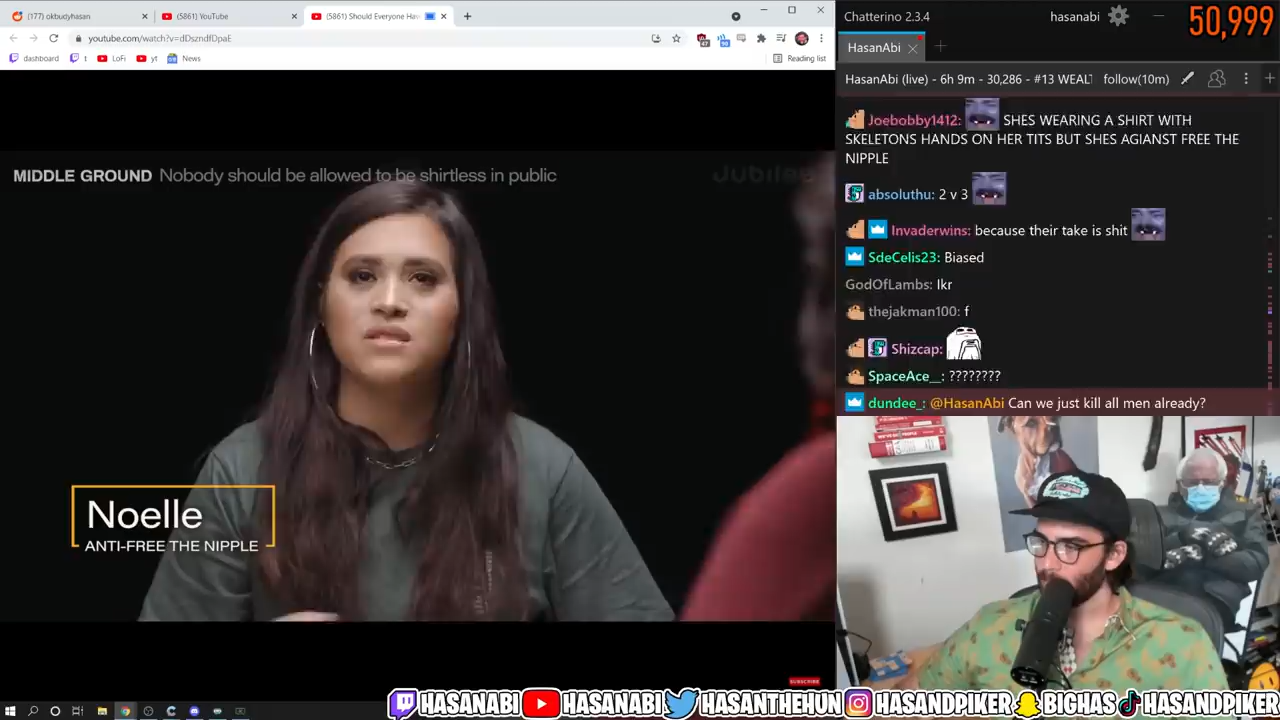 (177) okbudyhasan
(5861) YouTube
(5861) Should Everyone Hav
youtube.com/watch?v=dDszndfDpaE
dashboard
t
LoFi
yt
News
Reading list
MIDDLE GROUND Nobody should be allowed to be shirtless in public
Jubilee
Noelle
ANTI-FREE THE NIPPLE
SUBSCRIBE
Chatterino 2.3.4
hasanabi
50,999
HasanAbi
HasanAbi (live) - 6h 9m - 30,286 - #13 WEAL
follow(10m)
Joebobby1412: SHES WEARING A SHIRT WITH
SKELETONS HANDS ON HER TITS BUT SHES AGIANST FREE THE
NIPPLE
absoluthu: 2 v 3
Invaderwins: because their take is shit
SdeCelis23: Biased
GodOfLambs: Ikr
thejakman100: f
Shizcap:
SpaceAce__: ????????
dundee_: @HasanAbi Can we just kill all men already?
HASANABI HASANABI HASANTHEHUN HASANDPIKER BIGHAS HASANDPIKER